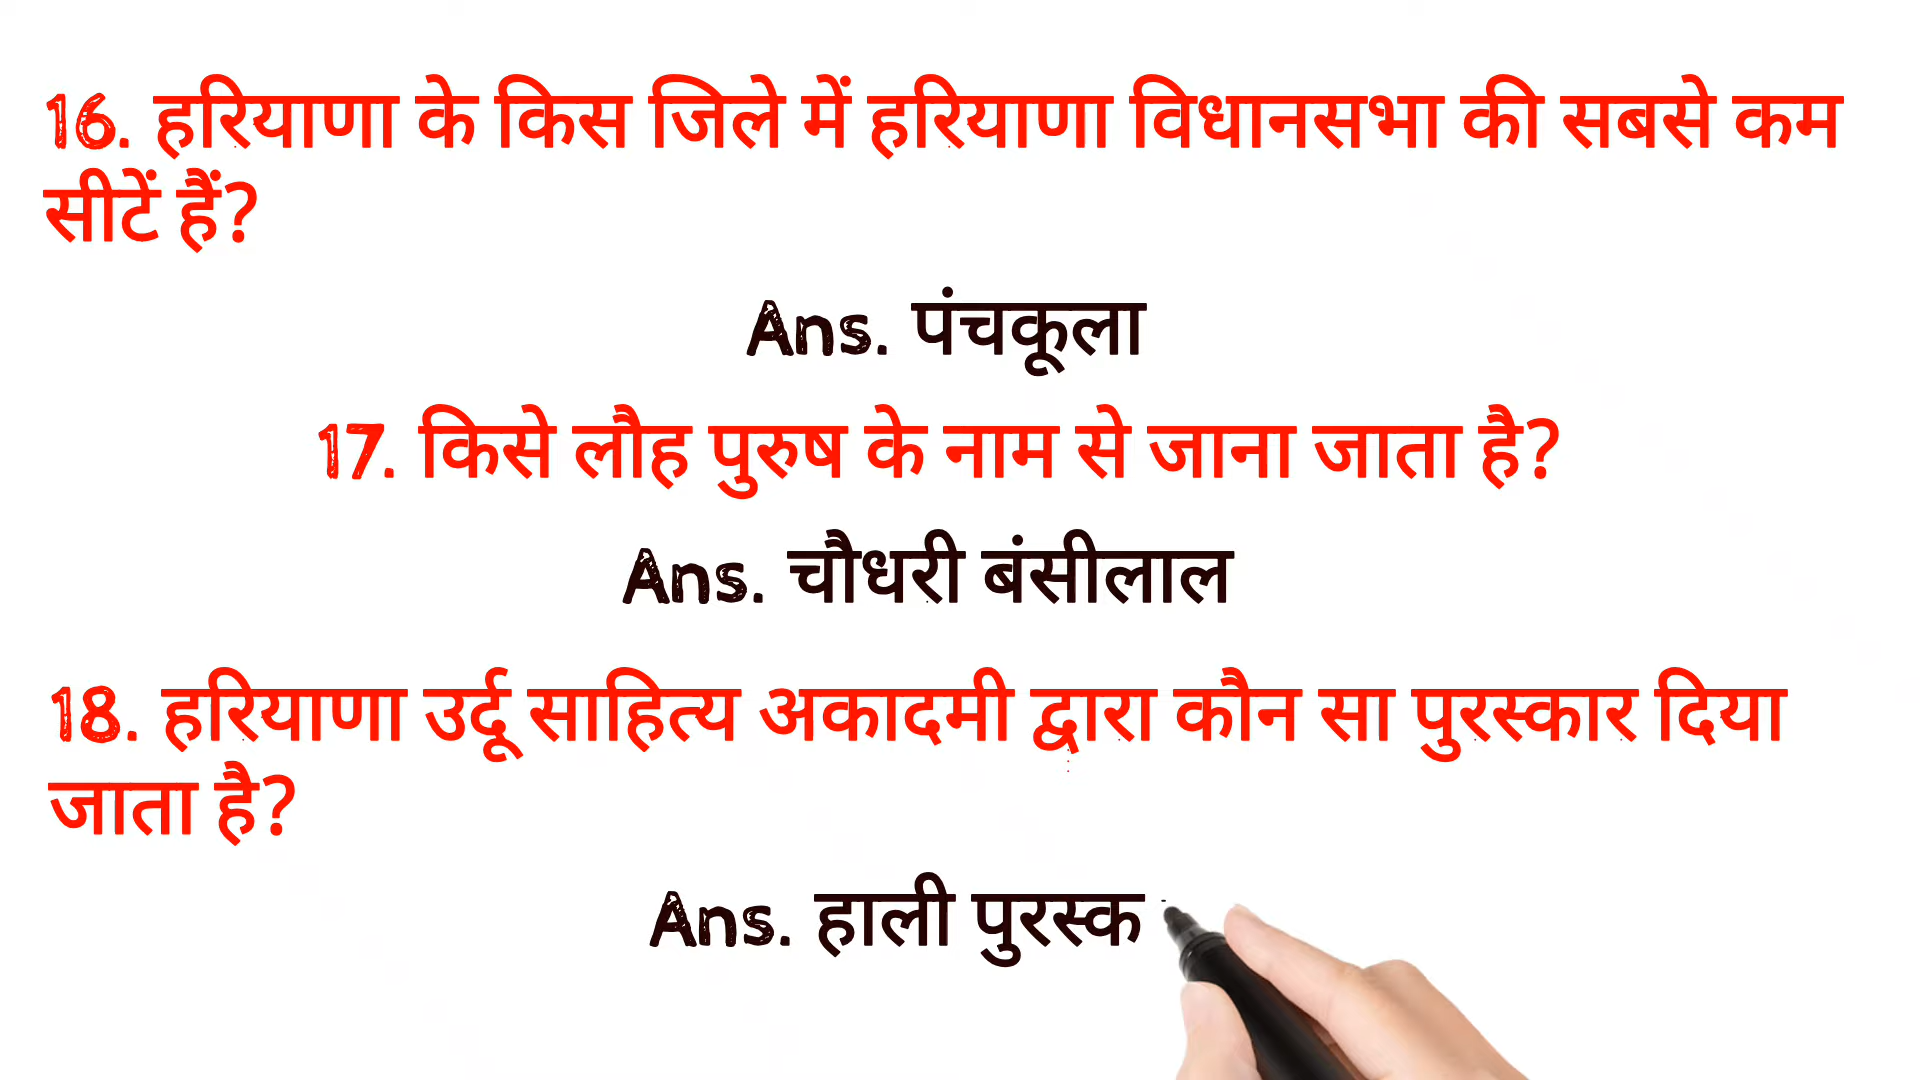 16. हरियाणा के किस जिले में हरियाणा विधानसभा की सबसे कम
सीटें हैं?
Ans. पंचकूला
17. किसे लौह पुरुष के नाम से जाना जाता है?
Ans. चौधरी बंसीलाल
18. हरियाणा उर्दू साहित्य अकादमी द्वारा कौन सा पुरस्कार दिया
जाता है?
Ans. हाली पुरस्क